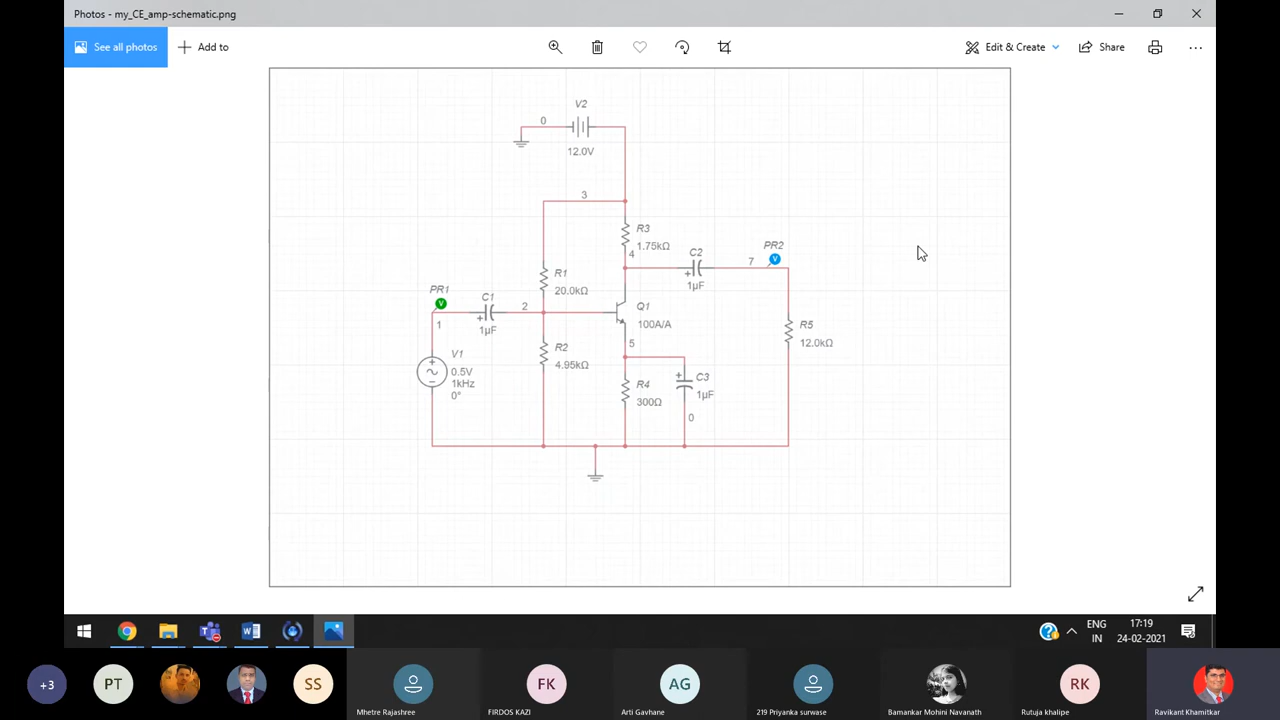 Photos - my_CE_amp-schematic.png
See all photos
Add to
Edit & Create
Share
V2
0
12.0V
3
R3
1.75kΩ
4
C2
1µF
7
PR2
V
R1
20.0kΩ
PR1
V
C1
1µF
1
2
Q1
100A/A
5
R5
12.0kΩ
V1
0.5V
1kHz
0°
R2
4.95kΩ
R4
300Ω
C3
1µF
0
ENG
IN
17:19
24-02-2021
+3
PT
SS
Mhetre Rajashree
FK
FIRDOS KAZI
AG
Arti Gavhane
219 Priyanka surwase
Bamankar Mohini Navanath
RK
Rutuja khalipe
Ravikant Khamitkar